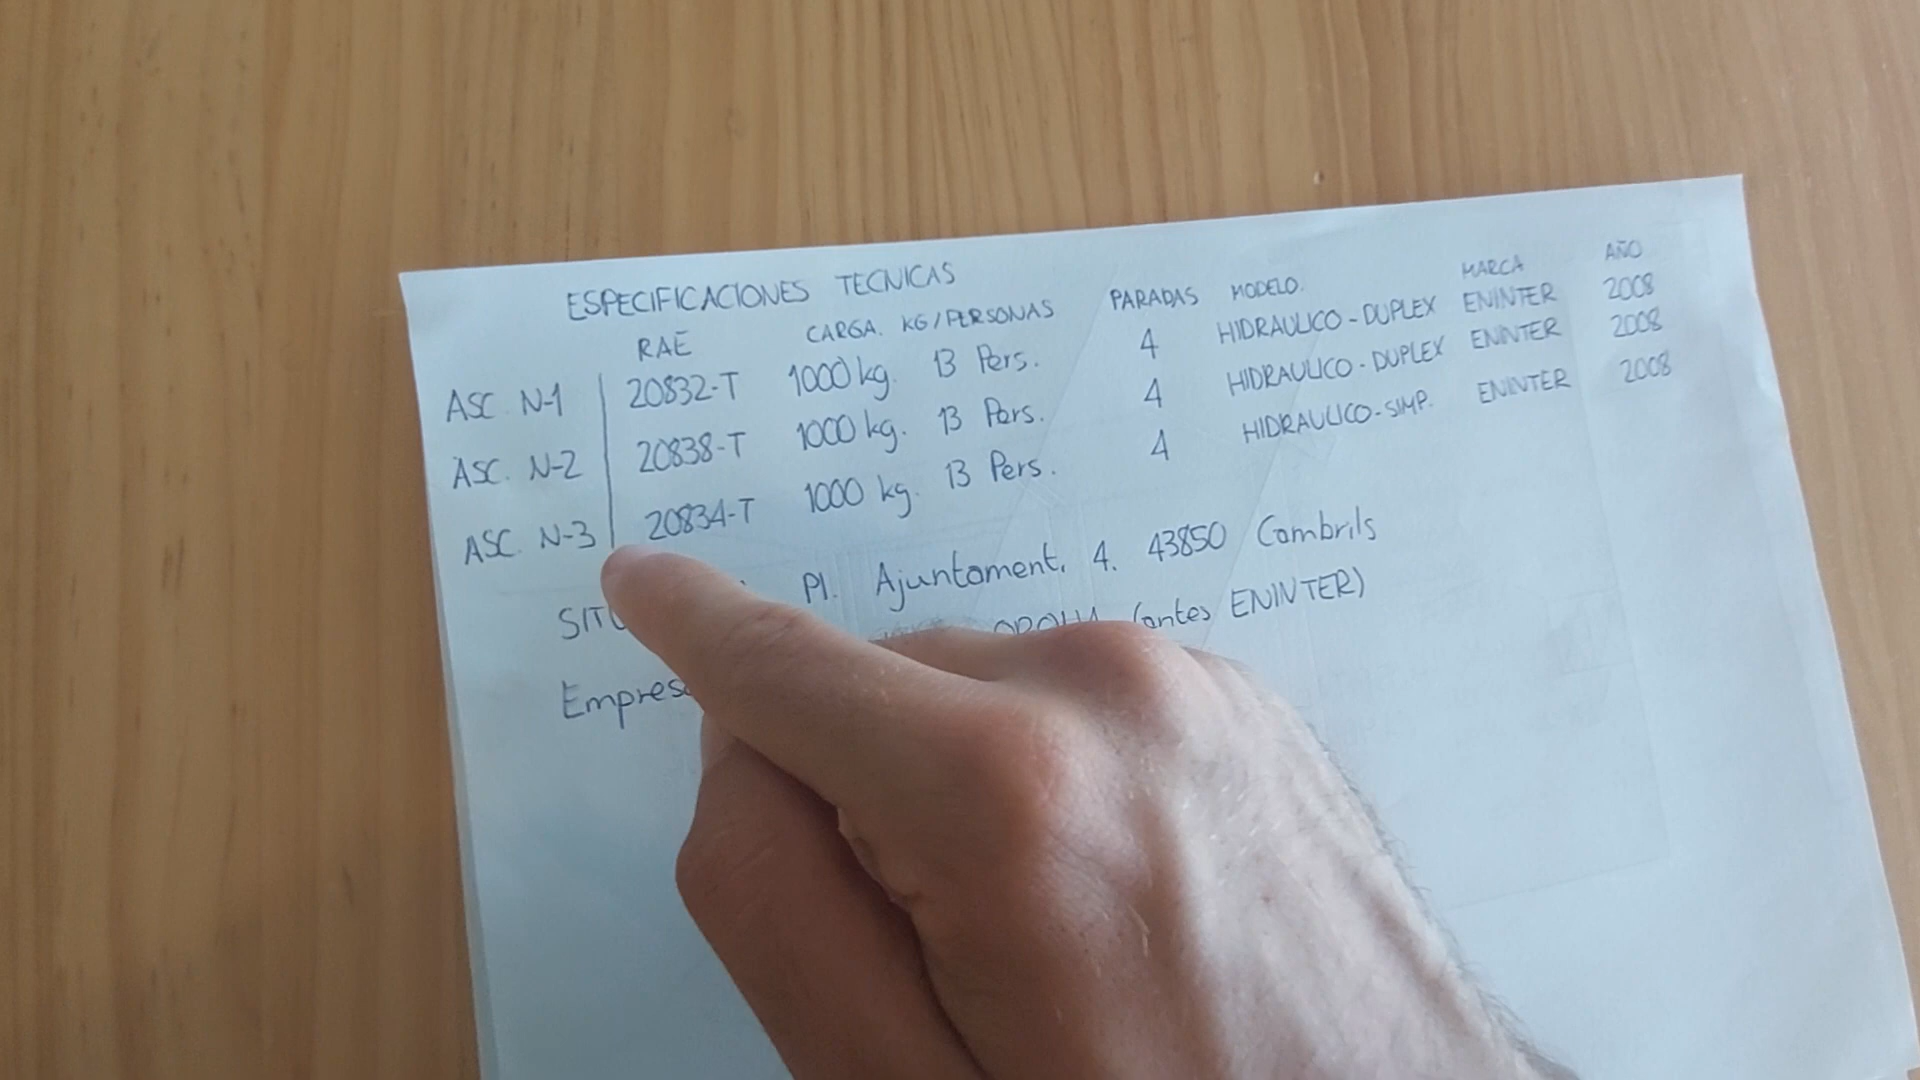 ESPECIFICACIONES TECNICAS
RAE CARGA. KG/PERSONAS PARADAS MODELO. MARCA AÑO
ASC. N-1 20832-T 1000 kg. 13 Pers. 4 HIDRAULICO-DUPLEX ENINTER 2008
ASC. N-2 20838-T 1000 kg. 13 Pers. 4 HIDRAULICO-DUPLEX ENINTER 2008
ASC. N-3 20834-T 1000 kg. 13 Pers. 4 HIDRAULICO-SIMP. ENINTER 2008
Pl. Ajuntament, 4. 43850 Cambrils
(antes ENINTER)